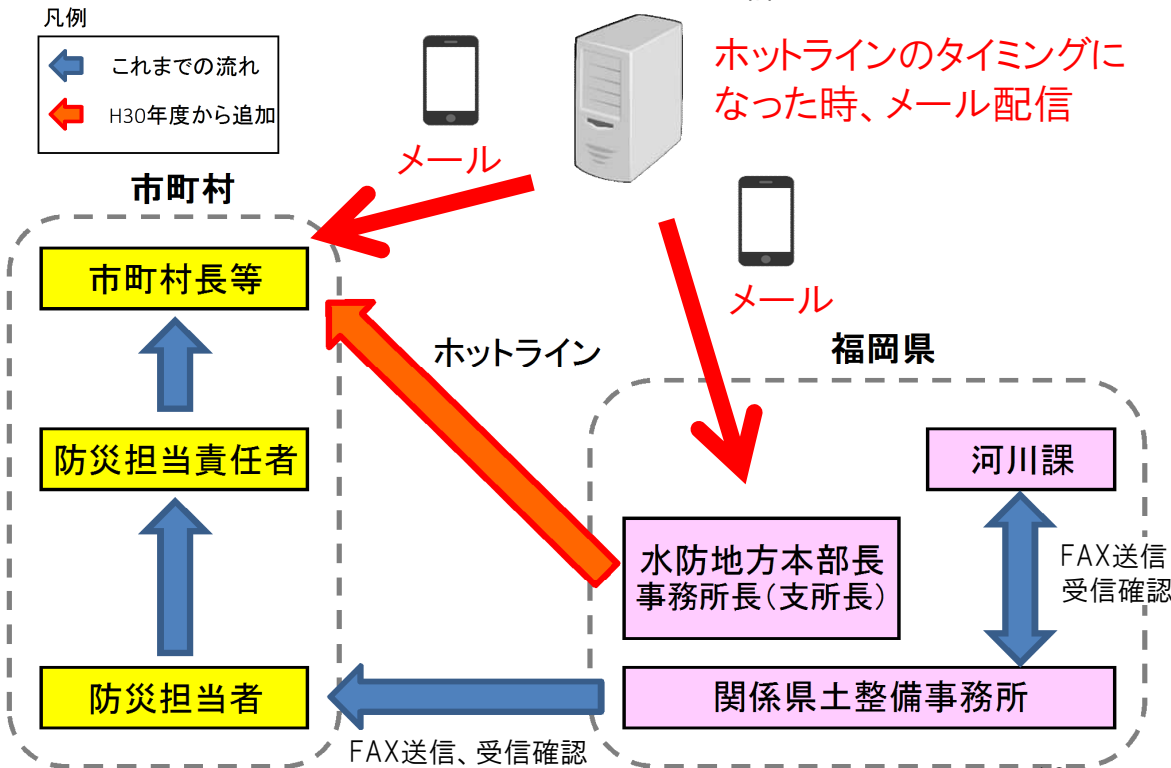 凡例
これまでの流れ
H30年度から追加
ホットラインのタイミングに
なった時、メール配信
メール
メール
市町村
市町村長等
防災担当責任者
防災担当者
ホットライン
福岡県
河川課
水防地方本部長
事務所長(支所長)
FAX送信
受信確認
関係県土整備事務所
FAX送信、受信確認